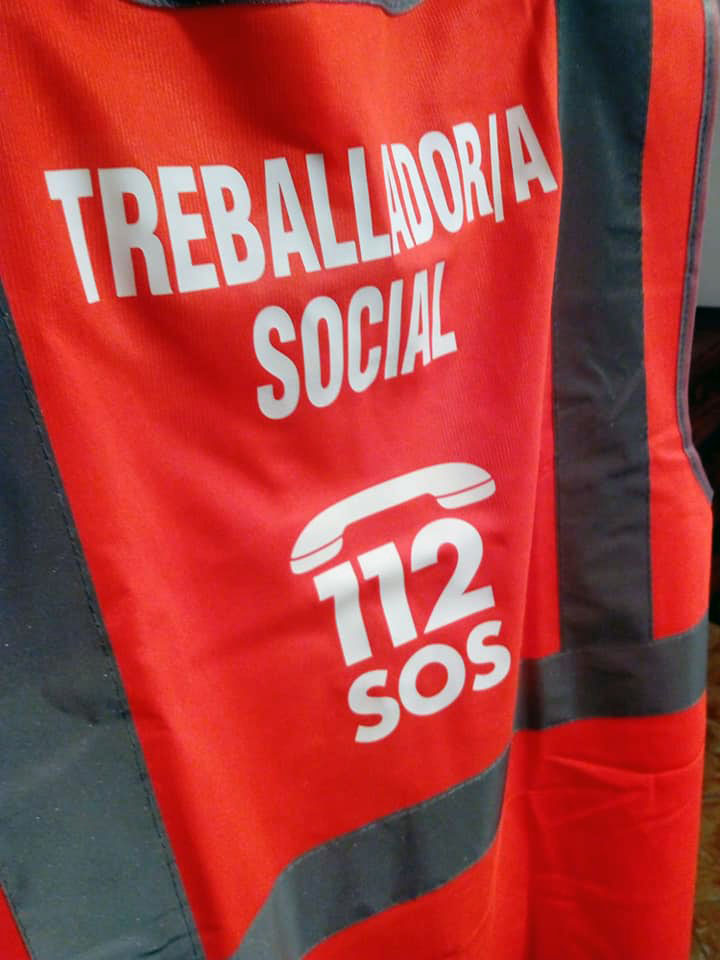 TREBALLADOR/A
SOCIAL
112
SOS